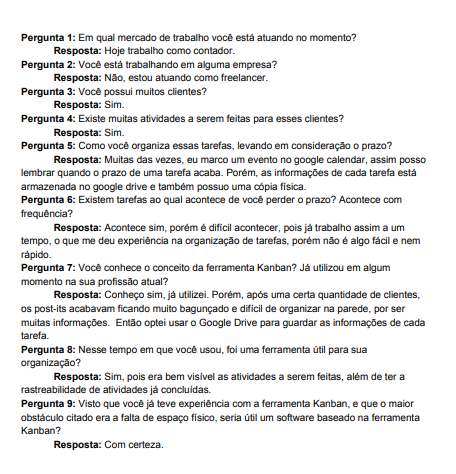 Pergunta 1: Em qual mercado de trabalho você está atuando no momento?
Resposta: Hoje trabalho como contador.
Pergunta 2: Você está trabalhando em alguma empresa?
Resposta: Não, estou atuando como freelancer.
Pergunta 3: Você possui muitos clientes?
Resposta: Sim.
Pergunta 4: Existe muitas atividades a serem feitas para esses clientes?
Resposta: Sim.
Pergunta 5: Como você organiza essas tarefas, levando em consideração o prazo?
Resposta: Muitas das vezes, eu marco um evento no google calendar, assim posso
lembrar quando o prazo de uma tarefa acaba. Porém, as informações de cada tarefa está
armazenada no google drive e também possuo uma cópia física.
Pergunta 6: Existem tarefas ao qual acontece de você perder o prazo? Acontece com
frequência?
Resposta: Acontece sim, porém é difícil acontecer, pois já trabalho assim a um
tempo, o que me deu experiência na organização de tarefas, porém não é algo fácil e nem
rápido.
Pergunta 7: Você conhece o conceito da ferramenta Kanban? Já utilizou em algum
momento na sua profissão atual?
Resposta: Conheço sim, já utilizei. Porém, após uma certa quantidade de clientes,
os post-its acabavam ficando muito bagunçado e difícil de organizar na parede, por ser
muitas informações. Então optei usar o Google Drive para guardar as informações de cada
tarefa.
Pergunta 8: Nesse tempo em que você usou, foi uma ferramenta útil para sua
organização?
Resposta: Sim, pois era bem visível as atividades a serem feitas, além de ter a
rastreabilidade de atividades já concluídas.
Pergunta 9: Visto que você já teve experiência com a ferramenta Kanban, e que o maior
obstáculo citado era a falta de espaço físico, seria útil um software baseado na ferramenta
Kanban?
Resposta: Com certeza.